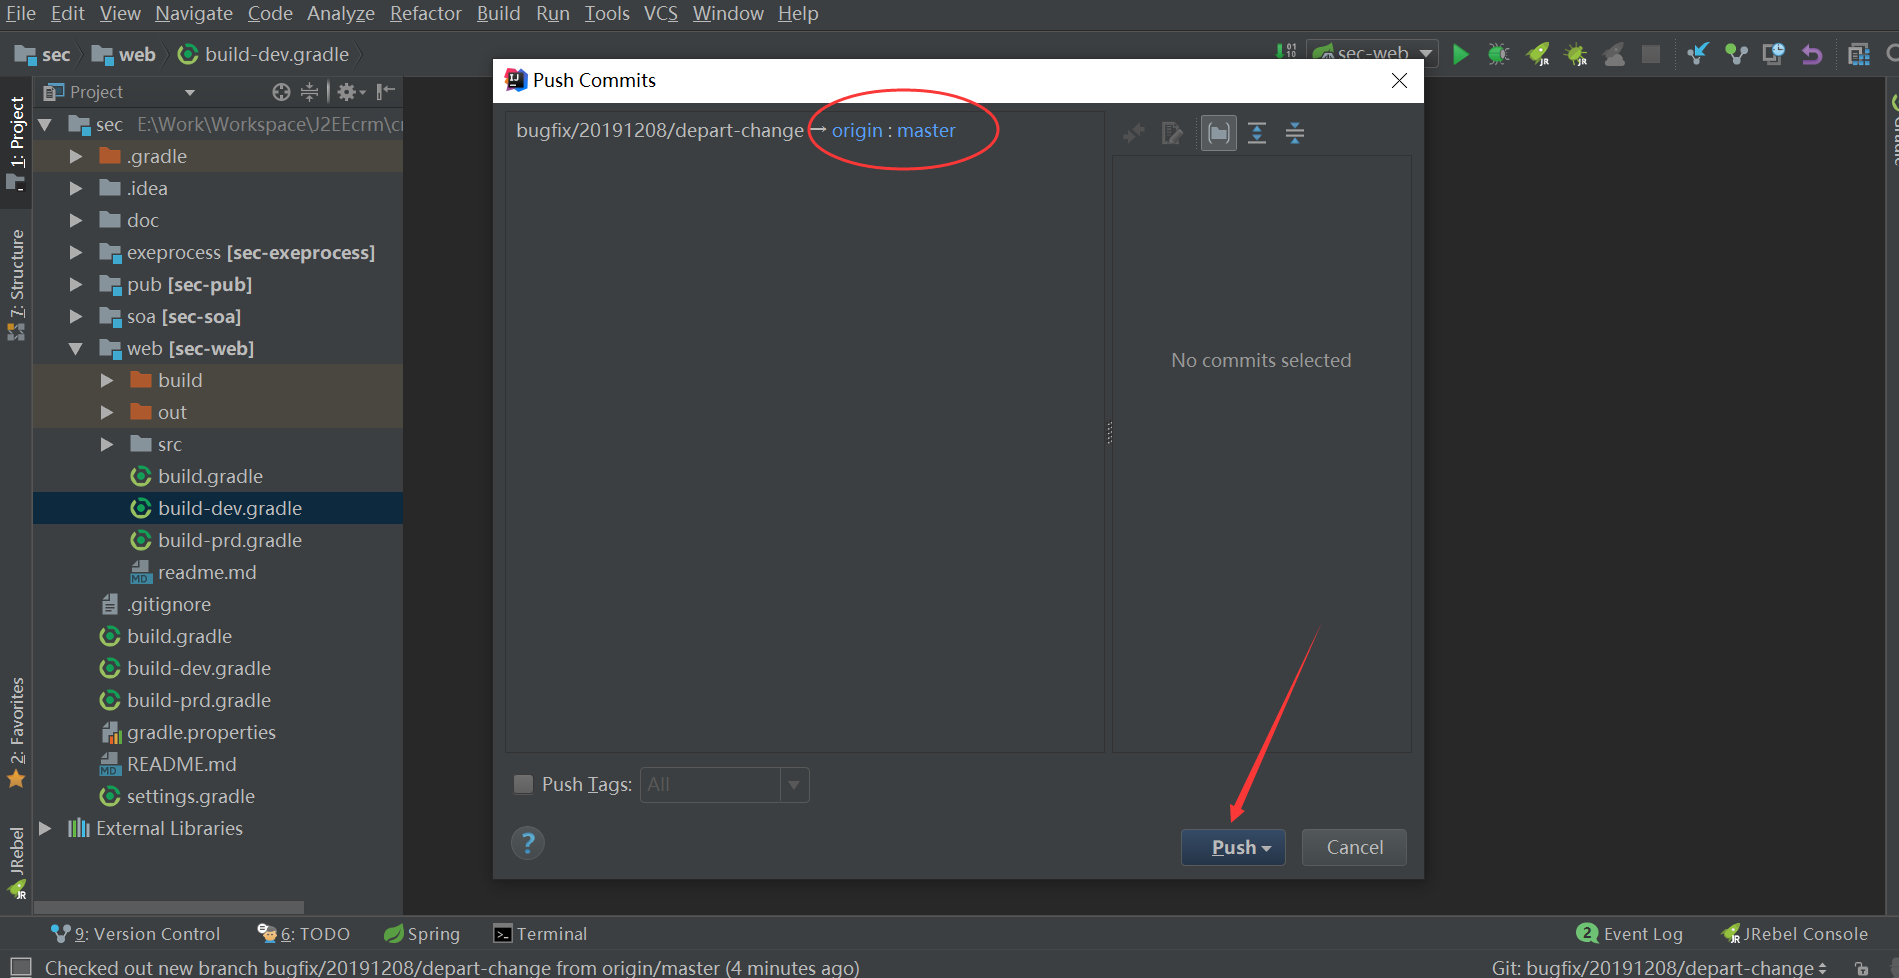 File Edit View Navigate Code Analyze Refactor Build Run Tools VCS Window Help
sec web build-dev.gradle
sec-web
Push Commits
Project
1: Project
sec E:\Work\Workspace\J2EEcrm\
.gradle
.idea
doc
exeprocess [sec-exeprocess]
pub [sec-pub]
soa [sec-soa]
web [sec-web]
build
out
src
build.gradle
build-dev.gradle
build-prd.gradle
readme.md
.gitignore
build.gradle
build-dev.gradle
build-prd.gradle
gradle.properties
README.md
settings.gradle
External Libraries
7: Structure
2: Favorites
JRebel
bugfix/20191208/depart-change → origin : master
No commits selected
Push Tags: All
? Push Cancel
9: Version Control 6: TODO Spring Terminal 2 Event Log JRebel Console
Checked out new branch bugfix/20191208/depart-change from origin/master (4 minutes ago) Git: bugfix/20191208/depart-change